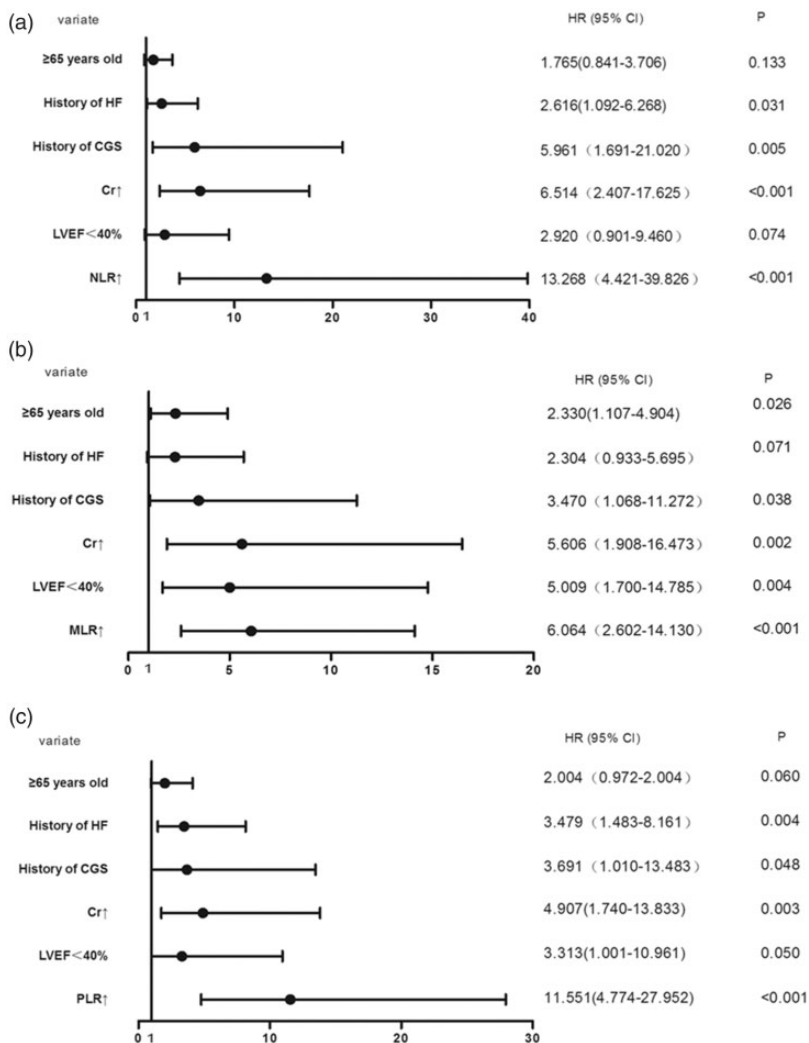 (a)
variate HR (95% CI) P
≥65 years old 1.765(0.841-3.706) 0.133
History of HF 2.616(1.092-6.268) 0.031
History of CGS 5.961（1.691-21.020） 0.005
Cr↑ 6.514（2.407-17.625） <0.001
LVEF＜40% 2.920（0.901-9.460） 0.074
NLR↑ 13.268（4.421-39.826） <0.001
0 1 10 20 30 40
(b)
variate HR (95% CI) P
≥65 years old 2.330(1.107-4.904) 0.026
History of HF 2.304（0.933-5.695） 0.071
History of CGS 3.470（1.068-11.272） 0.038
Cr↑ 5.606（1.908-16.473） 0.002
LVEF＜40% 5.009（1.700-14.785） 0.004
MLR↑ 6.064（2.602-14.130） <0.001
0 1 5 10 15 20
(c)
variate HR (95% CI) P
≥65 years old 2.004（0.972-2.004） 0.060
History of HF 3.479（1.483-8.161） 0.004
History of CGS 3.691（1.010-13.483） 0.048
Cr↑ 4.907(1.740-13.833) 0.003
LVEF＜40% 3.313(1.001-10.961) 0.050
PLR↑ 11.551(4.774-27.952) <0.001
0 1 10 20 30